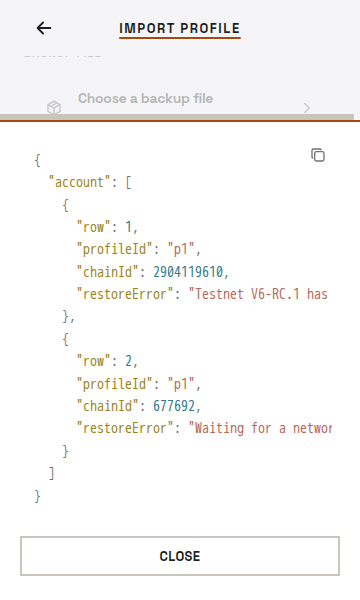 IMPORT PROFILE
Choose a backup file
{
"account": [
{
"row": 1,
"profileId": "p1",
"chainId": 2904119610,
"restoreError": "Testnet V6-RC.1 has
},
{
"row": 2,
"profileId": "p1",
"chainId": 677692,
"restoreError": "Waiting for a networ
}
]
}
CLOSE